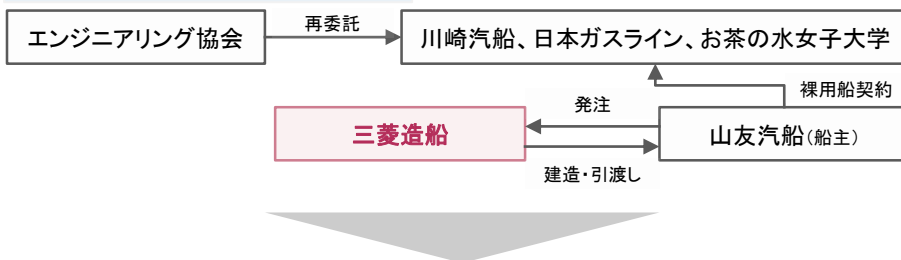 エンジニアリング協会
再委託
川崎汽船、日本ガスライン、お茶の水女子大学
裸用船契約
発注
三菱造船
山友汽船(船主)
建造・引渡し